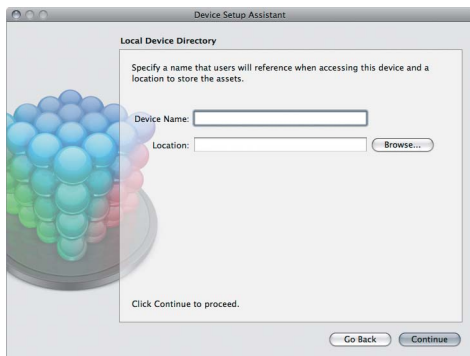 Device Setup Assistant
Local Device Directory
Specify a name that users will reference when accessing this device and a
location to store the assets.
Device Name:
Location:
Browse...
Click Continue to proceed.
Go Back
Continue